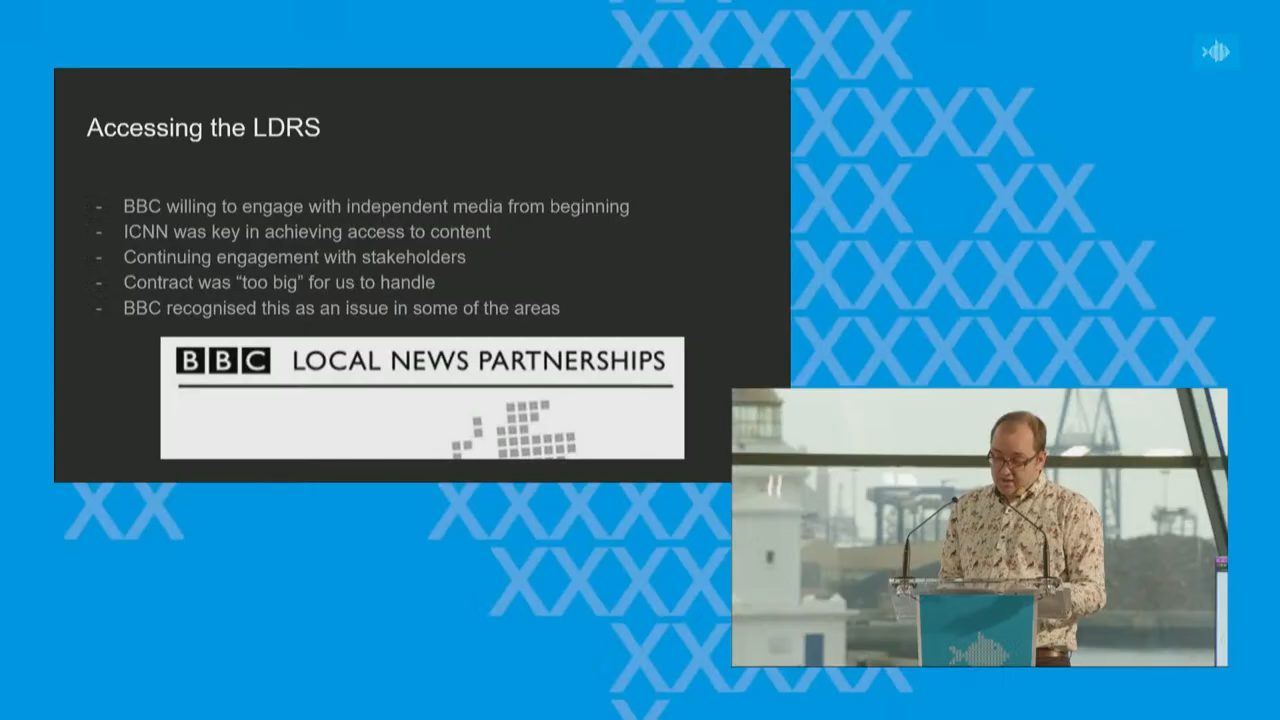 Accessing the LDRS
- BBC willing to engage with independent media from beginning
- ICNN was key in achieving access to content
- Continuing engagement with stakeholders
- Contract was “too big” for us to handle
- BBC recognised this as an issue in some of the areas
BBC LOCAL NEWS PARTNERSHIPS